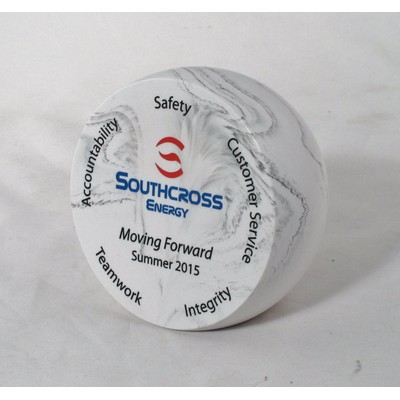 Safety
Accountability
Customer Service
SOUTHCROSS
ENERGY
Moving Forward
Summer 2015
Teamwork
Integrity